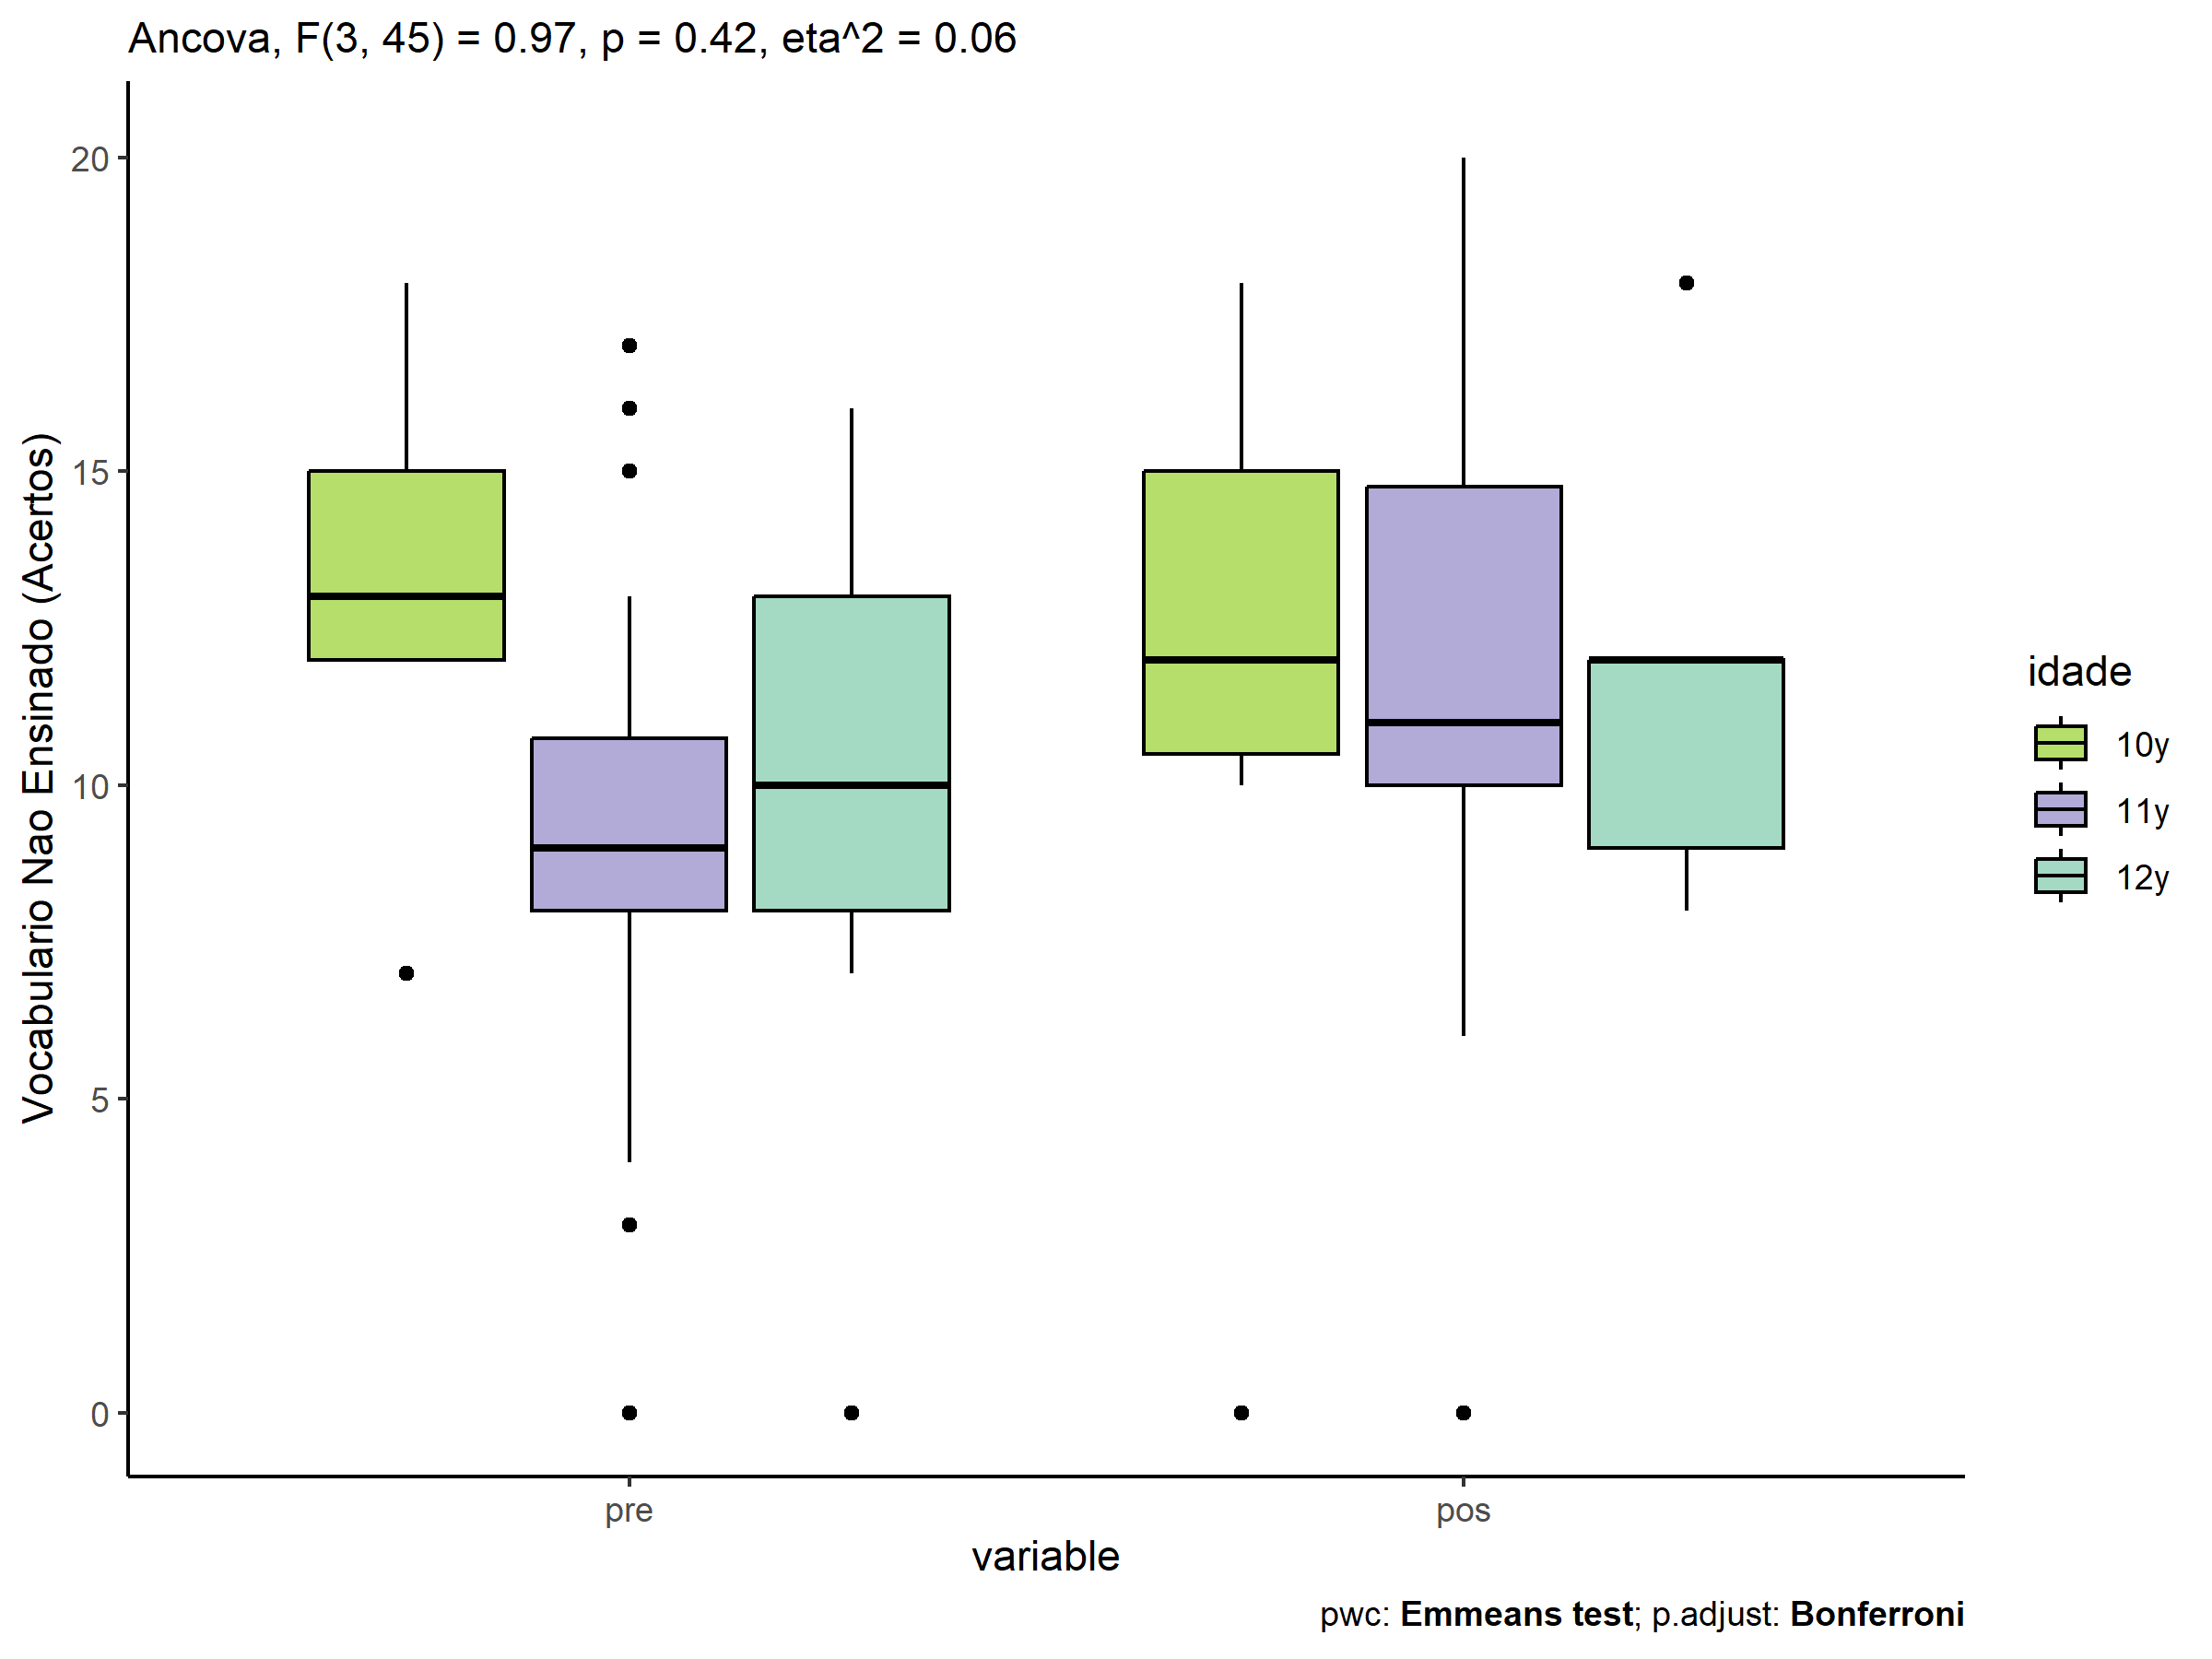 Ancova, F(3, 45) = 0.97, p = 0.42, eta^2 = 0.06
Vocabulario Nao Ensinado (Acertos)
20
15
10
5
0
pre
pos
variable
idade
10y
11y
12y
pwc: Emmeans test; p.adjust: Bonferroni